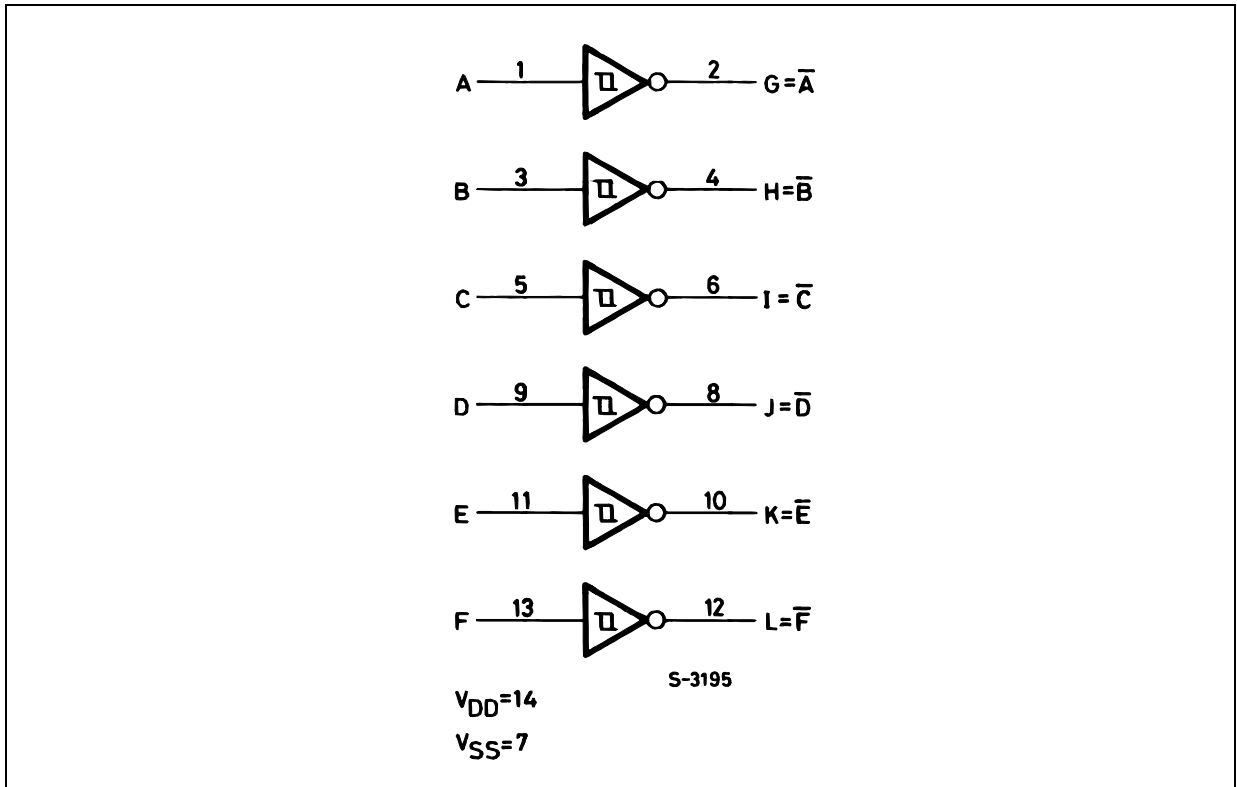 A 1 2 G=A̅
B 3 4 H=B̅
C 5 6 I=C̅
D 9 8 J=D̅
E 11 10 K=E̅
F 13 12 L=F̅
S-3195
VDD=14
VSS=7